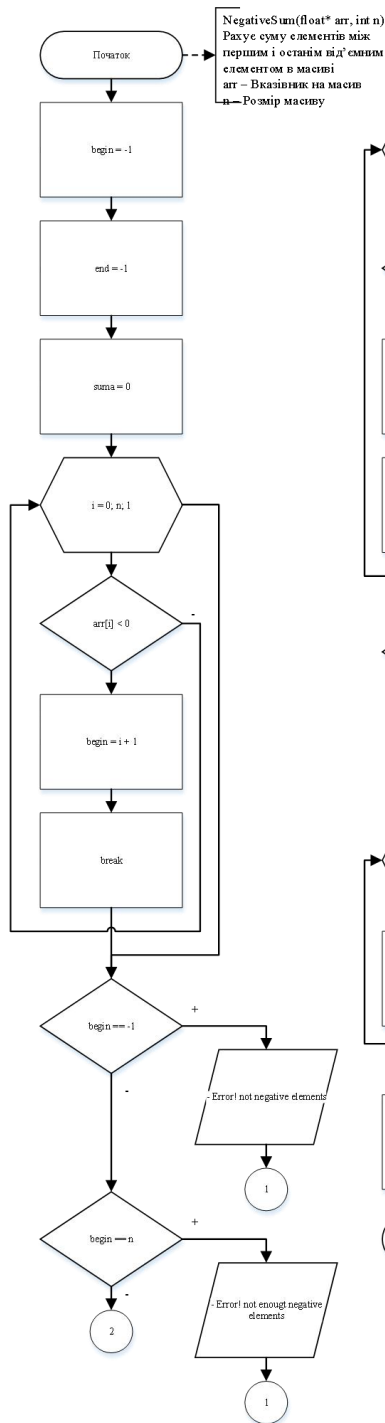 Початок
NegativeSum(float* arr, int n)
Рахує суму елементів між
першим і останім від’ємним
елементом в масиві
arr – Вказівник на масив
n – Розмір масиву
begin = -1
end = -1
suma = 0
i = 0; n; 1
arr[i] < 0
-
begin = i + 1
break
begin == -1
+
-
- Error! not negative elements
1
begin == n
+
-
- Error! not enougt negative
elements
2
1